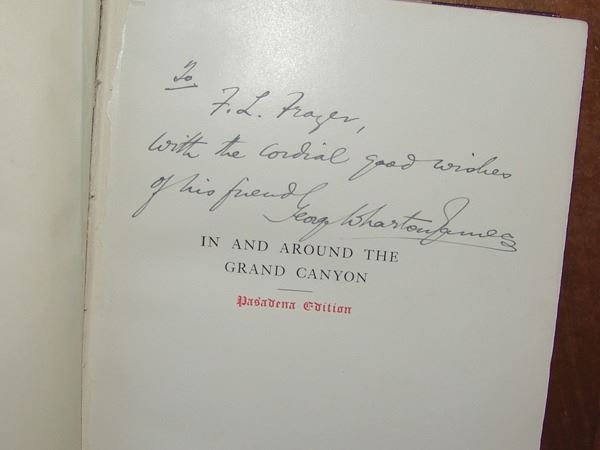 To
F. L. Frazer,
with the cordial good wishes
of his friend
George Wharton James
IN AND AROUND THE
GRAND CANYON
Pasadena Edition